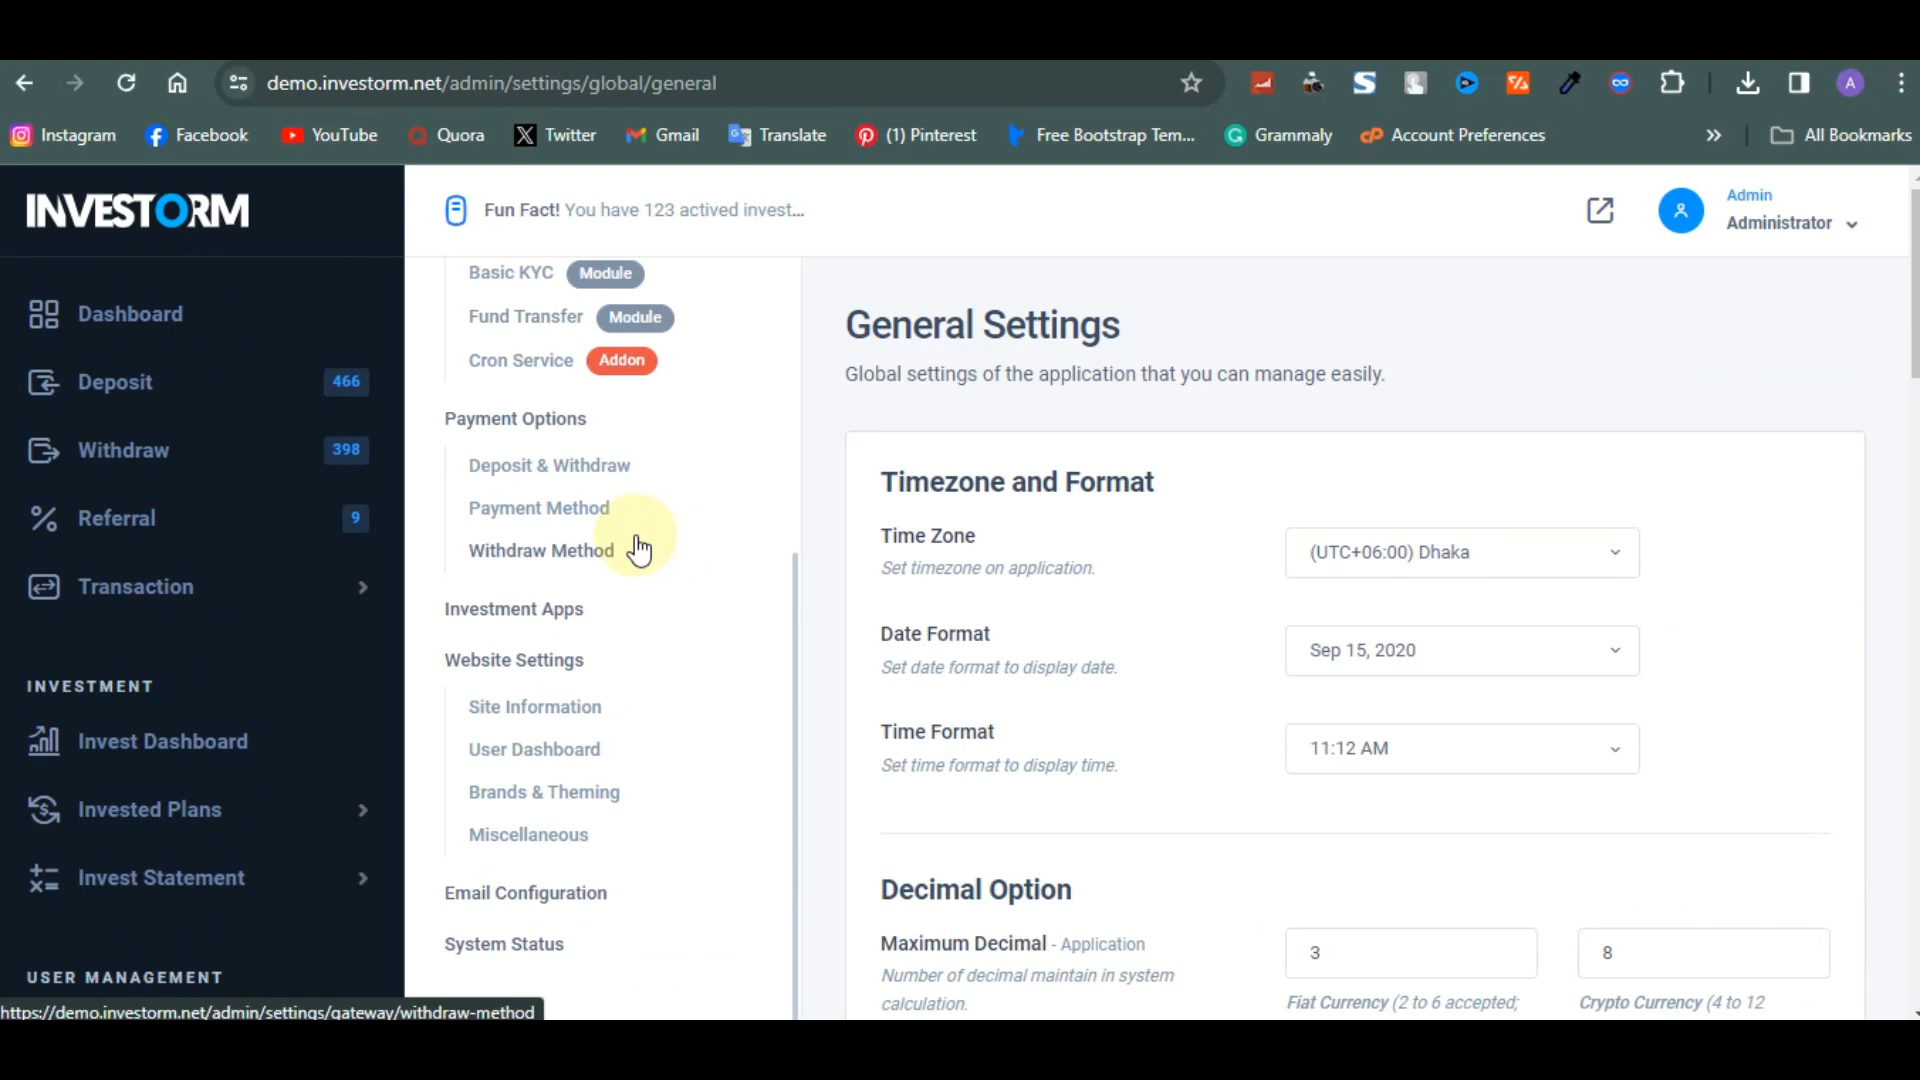 demo.investorm.net/admin/settings/global/general
A
Instagram Facebook YouTube Quora Twitter Gmail Translate (1) Pinterest Free Bootstrap Tem... Grammaly Account Preferences » All Bookmarks
INVESTORM
Fun Fact! You have 123 actived invest...
Admin
Administrator
Dashboard
Deposit 466
Withdraw 398
Referral 9
Transaction
INVESTMENT
Invest Dashboard
Invested Plans
Invest Statement
USER MANAGEMENT
https://demo.investorm.net/admin/settings/gateway/withdraw-method
Basic KYC Module
Fund Transfer Module
Cron Service Addon
Payment Options
Deposit & Withdraw
Payment Method
Withdraw Method
Investment Apps
Website Settings
Site Information
User Dashboard
Brands & Theming
Miscellaneous
Email Configuration
System Status
General Settings
Global settings of the application that you can manage easily.
Timezone and Format
Time Zone
Set timezone on application.
(UTC+06:00) Dhaka
Date Format
Set date format to display date.
Sep 15, 2020
Time Format
Set time format to display time.
11:12 AM
Decimal Option
Maximum Decimal - Application
Number of decimal maintain in system
calculation.
3
Fiat Currency (2 to 6 accepted;
8
Crypto Currency (4 to 12